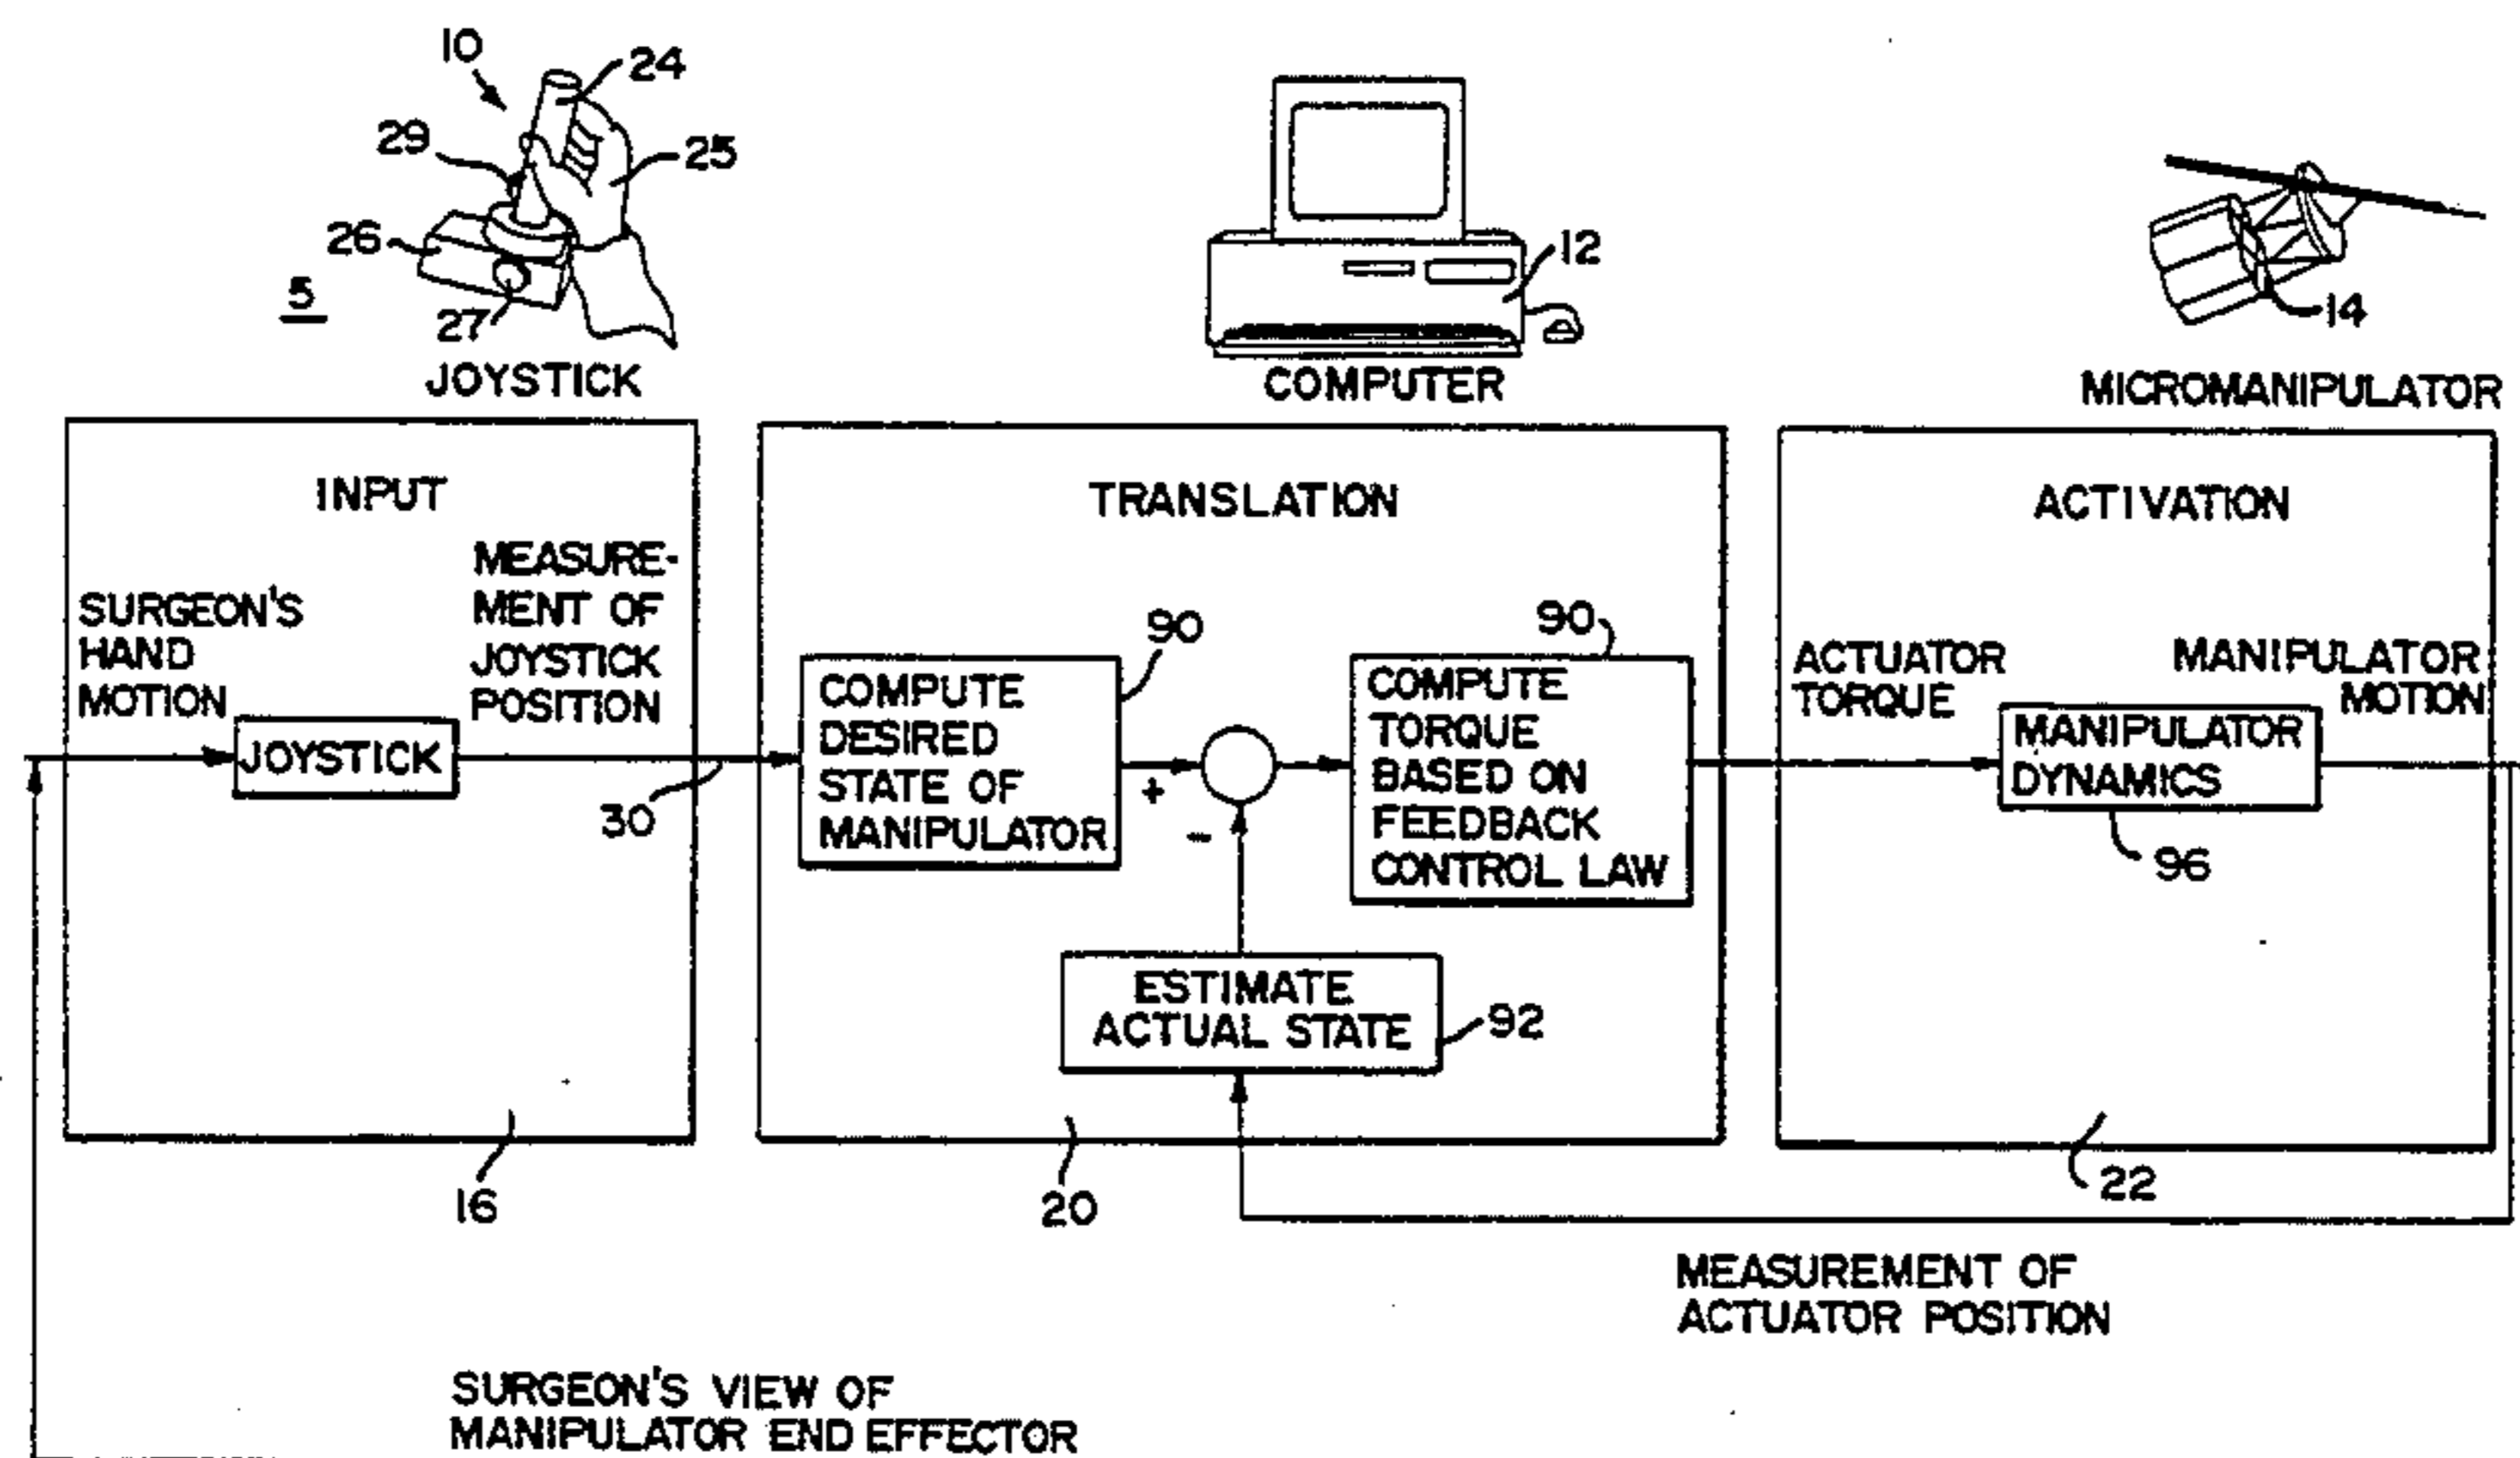 10
24
29
25
26
5
27
JOYSTICK
12
COMPUTER
14
MICROMANIPULATOR
INPUT
SURGEON'S
HAND
MOTION
MEASURE-
MENT OF
JOYSTICK
POSITION
JOYSTICK
30
16
TRANSLATION
90
COMPUTE
DESIRED
STATE OF
MANIPULATOR
+
-
90
COMPUTE
TORQUE
BASED ON
FEEDBACK
CONTROL LAW
ESTIMATE
ACTUAL STATE
92
20
ACTIVATION
ACTUATOR
TORQUE
MANIPULATOR
MOTION
MANIPULATOR
DYNAMICS
96
22
MEASUREMENT OF
ACTUATOR POSITION
SURGEON'S VIEW OF
MANIPULATOR END EFFECTOR